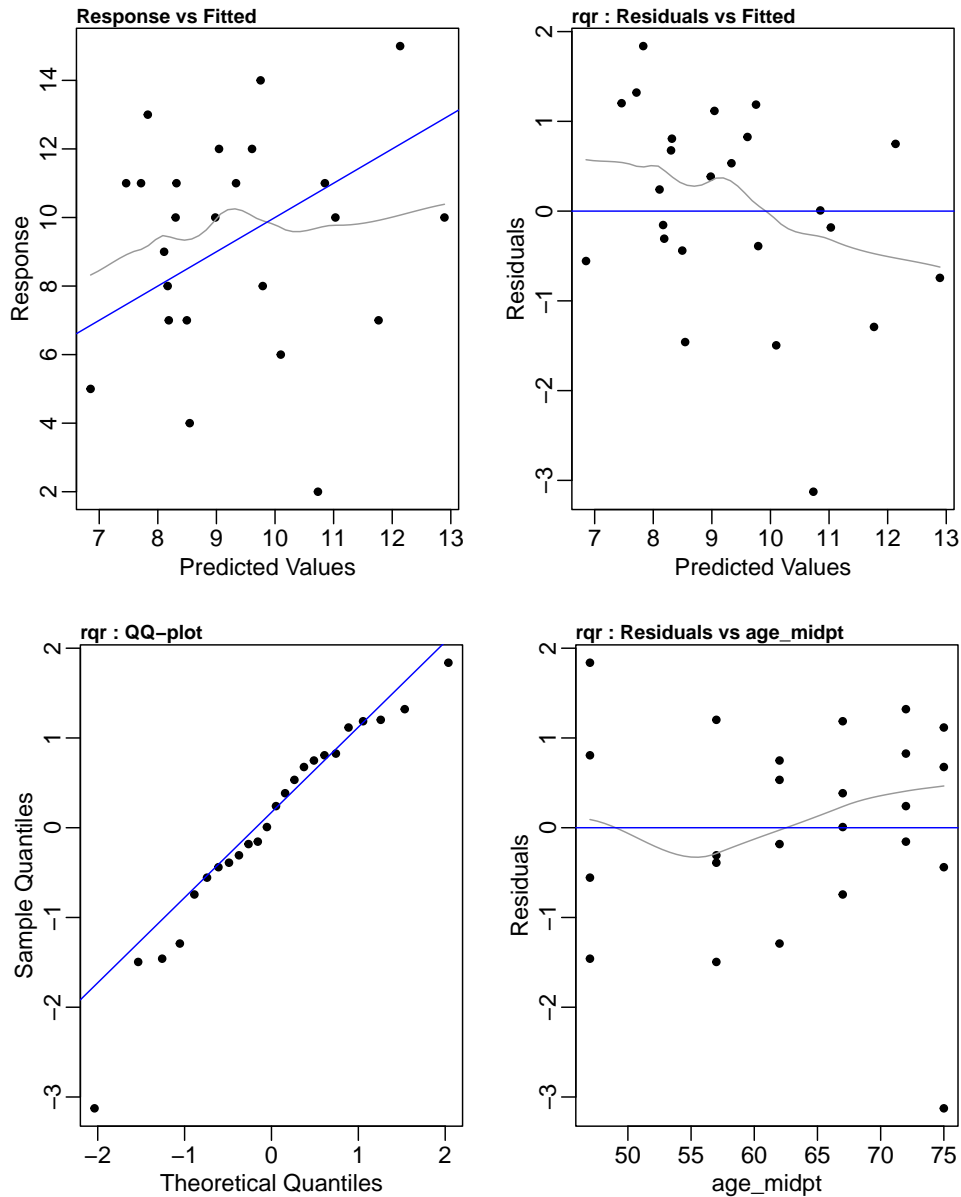 Response vs Fitted
14
12
10
8
6
4
2
Response
7 8 9 10 11 12 13
Predicted Values
rqr : Residuals vs Fitted
2
1
0
−1
−2
−3
Residuals
7 8 9 10 11 12 13
Predicted Values
rqr : QQ−plot
2
1
0
−1
−2
−3
Sample Quantiles
−2 −1 0 1 2
Theoretical Quantiles
rqr : Residuals vs age_midpt
2
1
0
−1
−2
−3
Residuals
50 55 60 65 70 75
age_midpt